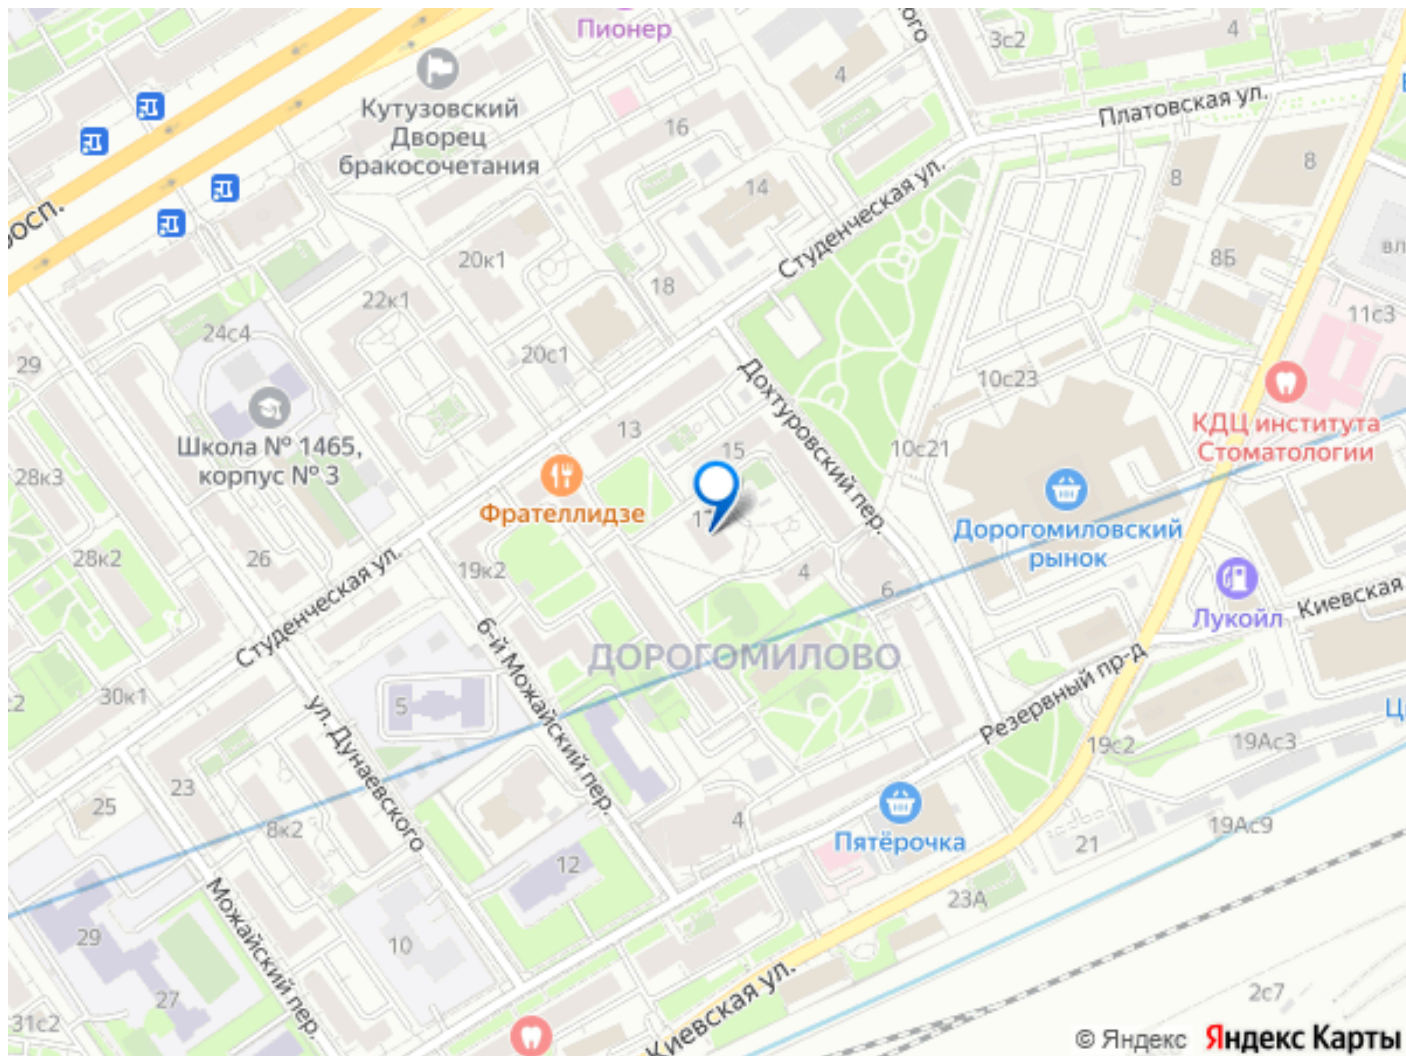 Пионер
ого
3с2
4
4
Платовская ул.
Кутузовский
Дворец
бракосочетания
16
14
8
8
Студенческая ул.
росп.
20к1
8Б
вл
18
22к1
11с3
24с4
20с1
29
10с23
Дохтуровский пер.
13
15
10с21
КДЦ института
Стоматологии
Школа № 1465,
корпус № 3
28к3
Фрателлидзе
Дорогомиловский
рынок
28к2
26
Студенческая ул.
19к2
4
6
Лукойл
Киевская
6-й Можайский пер.
ДОРОГОМИЛОВО
Резервный пр-д
30к1
5
ул. Дунаевского
19с2
19Ас3
23
25
8к2
4
Пятёрочка
19Ас9
21
12
23А
Можайский пер.
29
10
27
Киевская ул.
2с7
31с2
© Яндекс Яндекс Карты